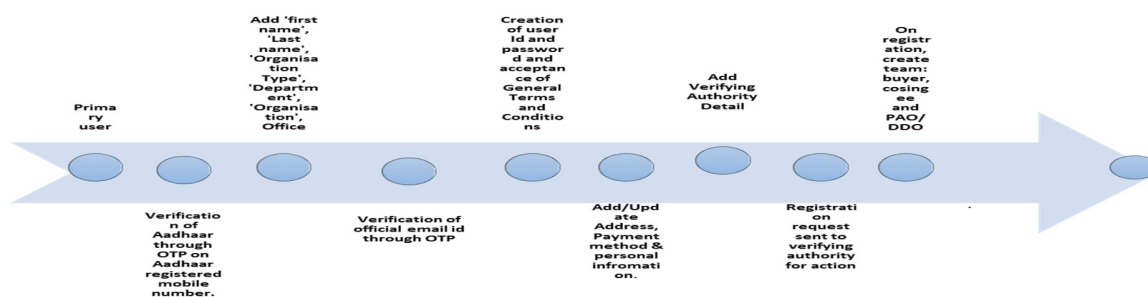 Prima
ry
user
Verificatio
n of
Aadhaar
through
OTP on
Aadhaar
registered
mobile
number.
Add 'first
name',
'Last
name',
'Organisa
tion
Type',
'Departm
ent',
'Organisa
tion',
Office
Verification of
official email id
through OTP
Creation
of user
Id and
passwor
d and
acceptan
ce of
General
Terms
and
Conditio
ns
Add/Upd
ate
Address,
Payment
method &
personal
infromati
on.
Add
Verifying
Authority
Detail
Registrati
on
request
sent to
verifying
authority
for action
On
registr
ation,
create
team:
buyer,
cosing
ee
and
PAO/
DDO
.